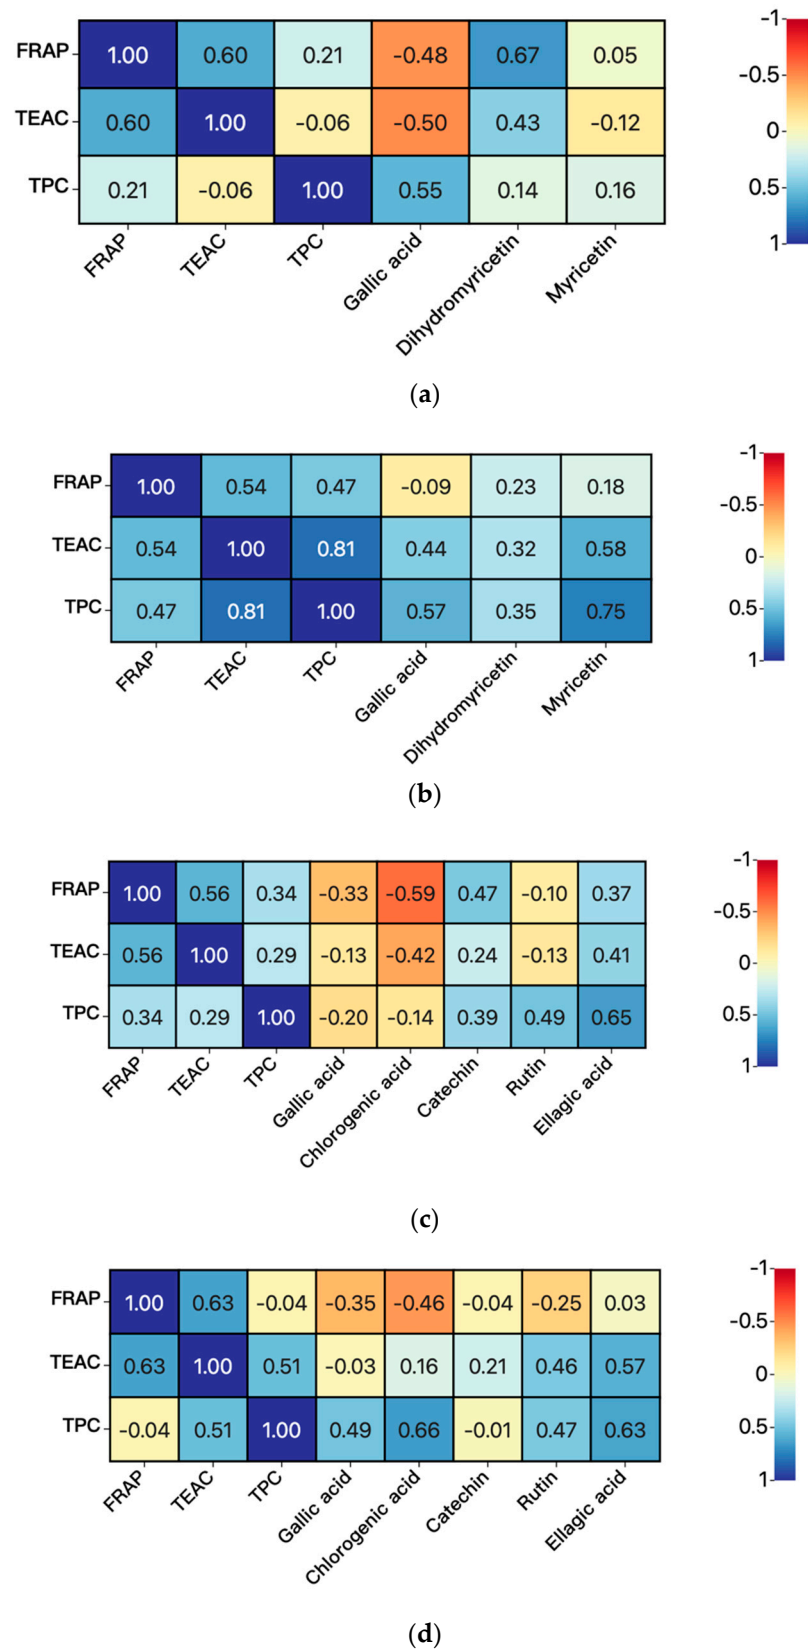 FRAP 1.00 0.60 0.21 -0.48 0.67 0.05
TEAC 0.60 1.00 -0.06 -0.50 0.43 -0.12
TPC 0.21 -0.06 1.00 0.55 0.14 0.16
FRAP TEAC TPC Gallic acid Dihydromyricetin Myricetin
-1
-0.5
0
0.5
1
(a)
FRAP 1.00 0.54 0.47 -0.09 0.23 0.18
TEAC 0.54 1.00 0.81 0.44 0.32 0.58
TPC 0.47 0.81 1.00 0.57 0.35 0.75
FRAP TEAC TPC Gallic acid Dihydromyricetin Myricetin
-1
-0.5
0
0.5
1
(b)
FRAP 1.00 0.56 0.34 -0.33 -0.59 0.47 -0.10 0.37
TEAC 0.56 1.00 0.29 -0.13 -0.42 0.24 -0.13 0.41
TPC 0.34 0.29 1.00 -0.20 -0.14 0.39 0.49 0.65
FRAP TEAC TPC Gallic acid Chlorogenic acid Catechin Rutin Ellagic acid
-1
-0.5
0
0.5
1
(c)
FRAP 1.00 0.63 -0.04 -0.35 -0.46 -0.04 -0.25 0.03
TEAC 0.63 1.00 0.51 -0.03 0.16 0.21 0.46 0.57
TPC -0.04 0.51 1.00 0.49 0.66 -0.01 0.47 0.63
FRAP TEAC TPC Gallic acid Chlorogenic acid Catechin Rutin Ellagic acid
-1
-0.5
0
0.5
1
(d)